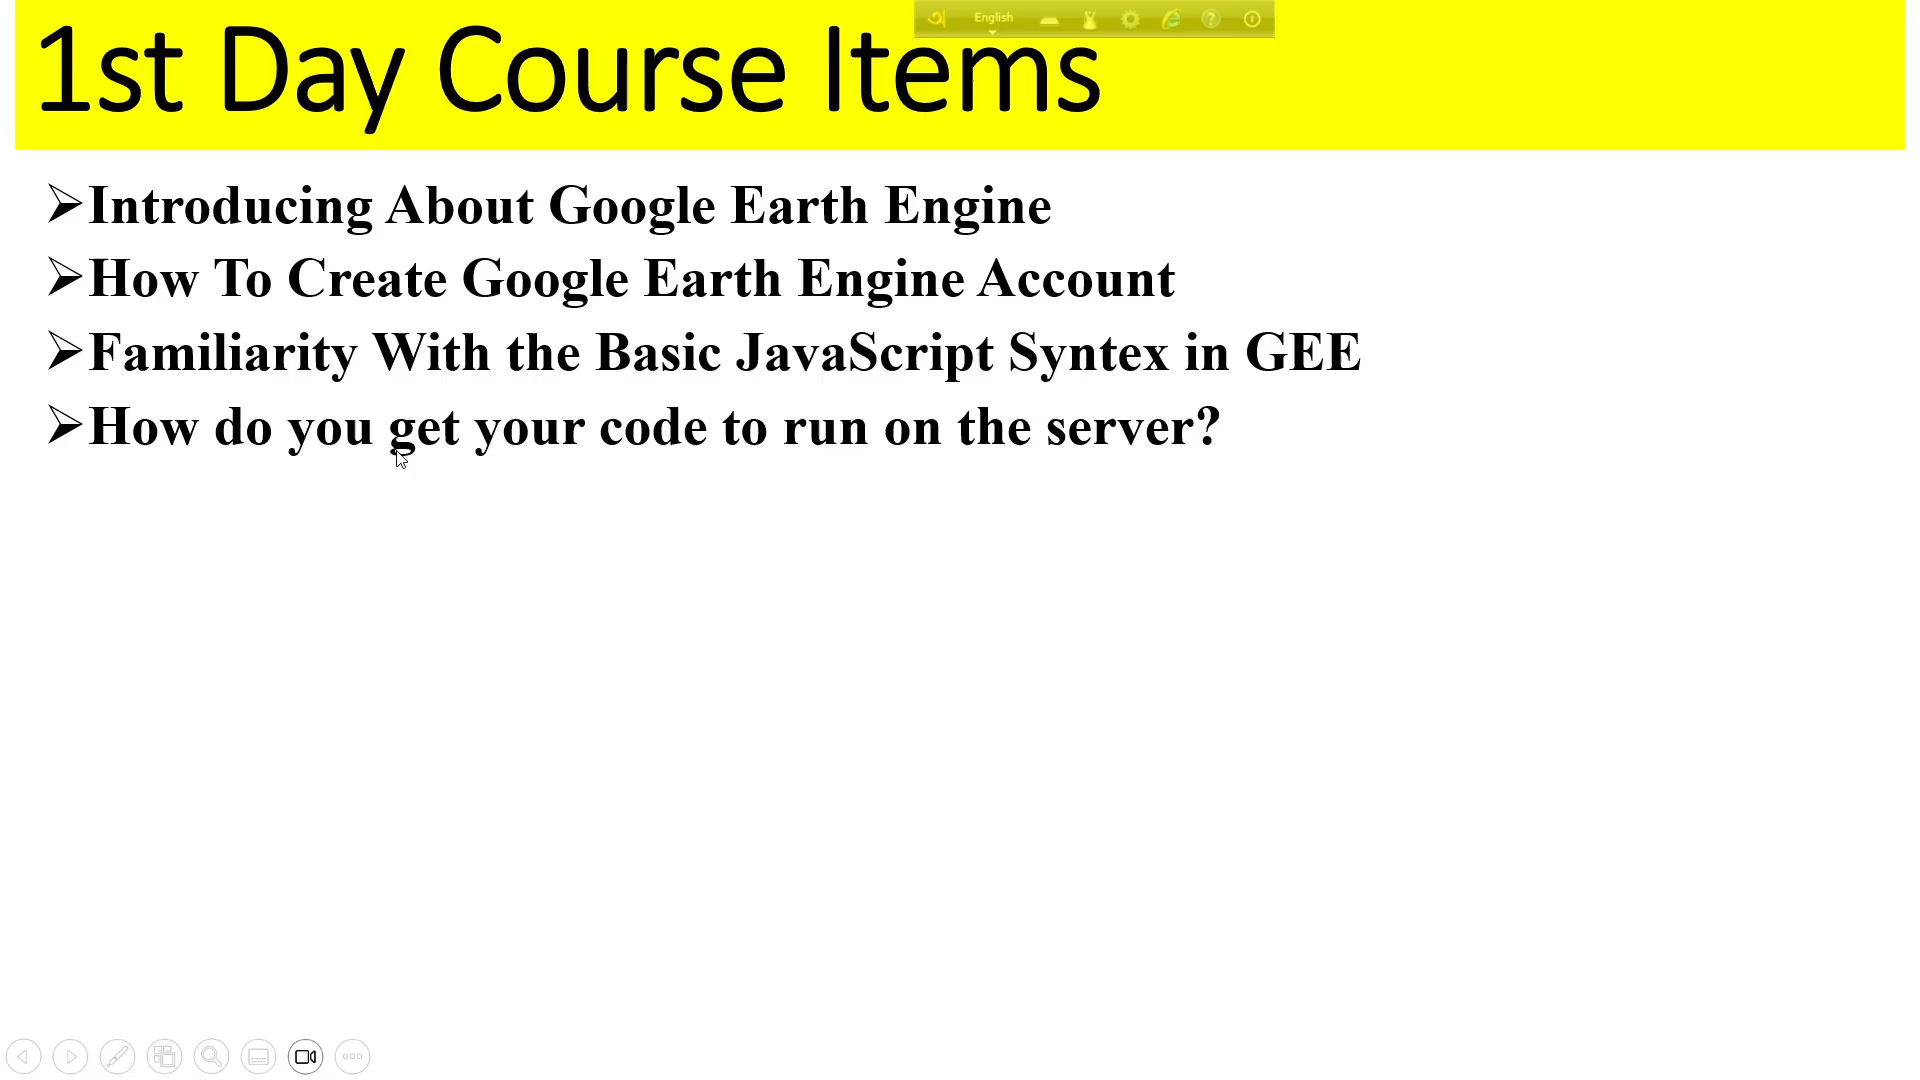 English
1st Day Course Items
Introducing About Google Earth Engine
How To Create Google Earth Engine Account
Familiarity With the Basic JavaScript Syntex in GEE
How do you get your code to run on the server?